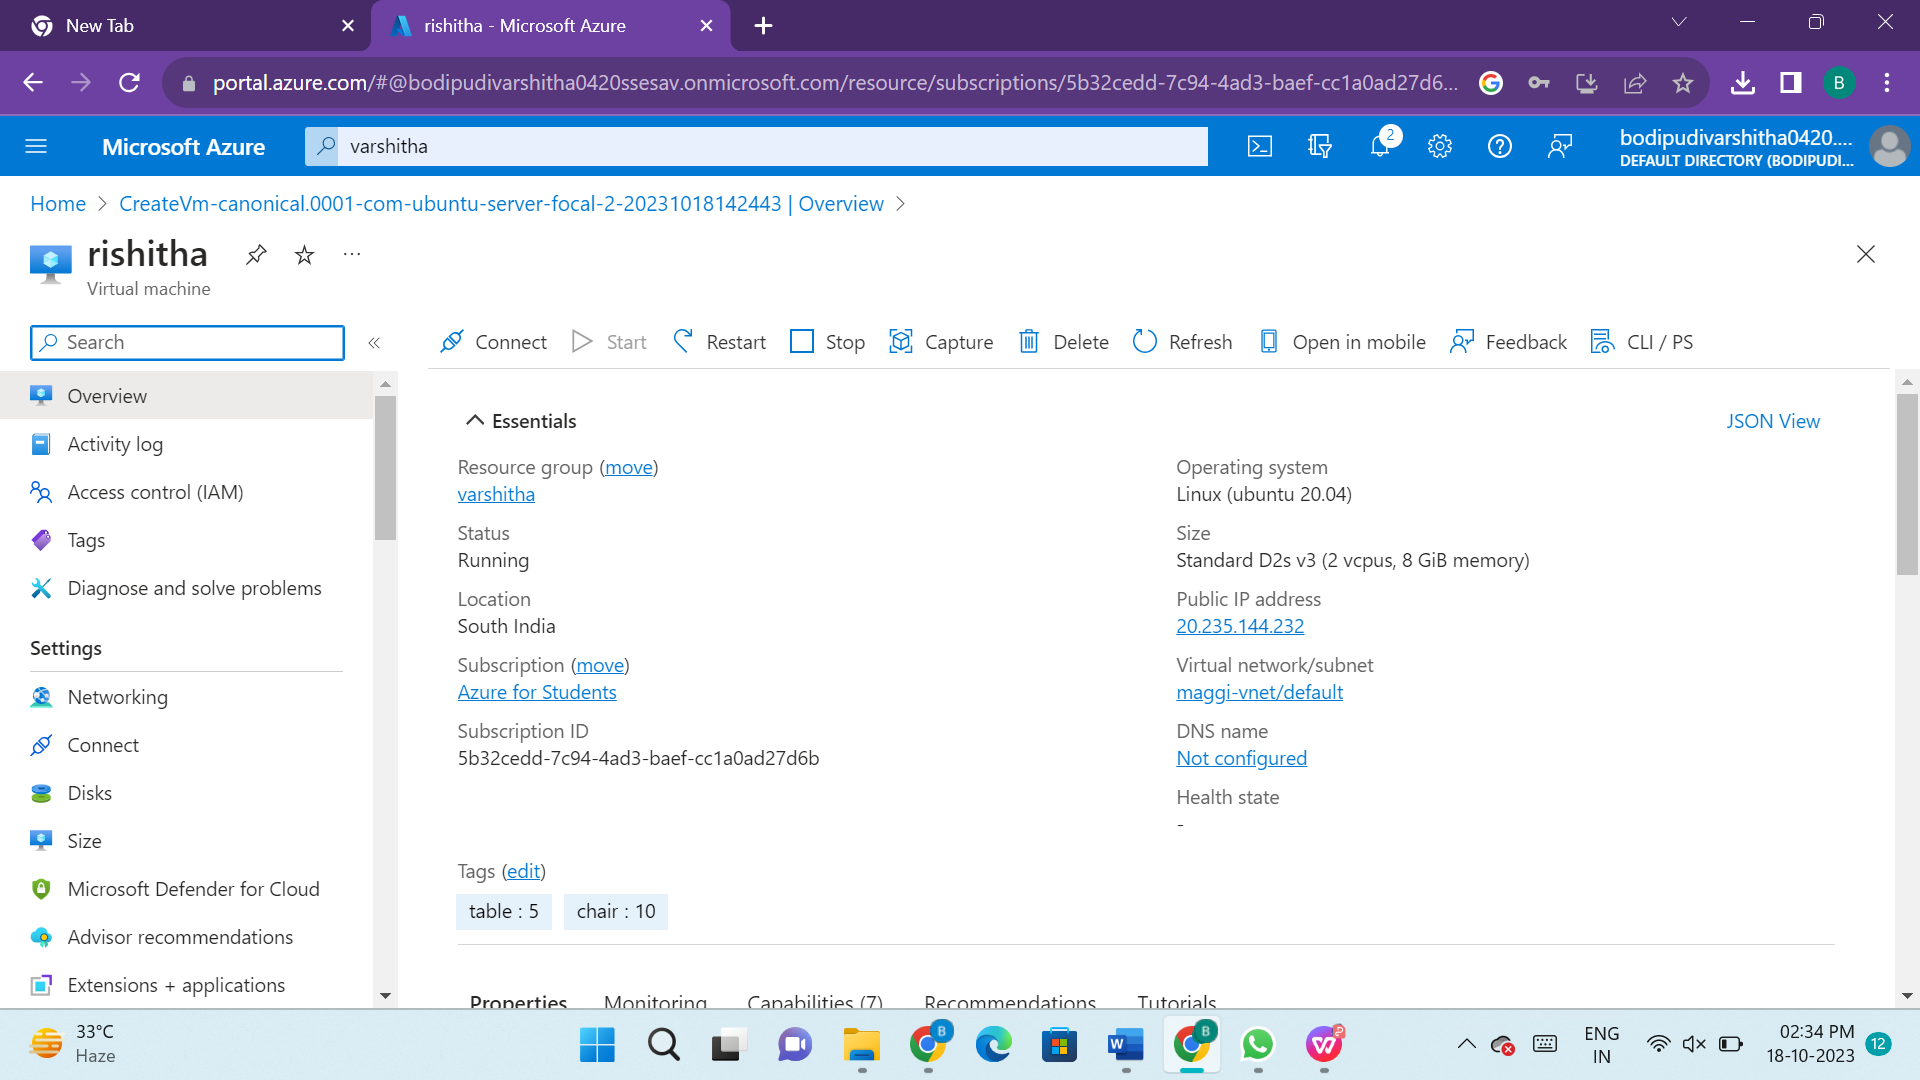 New Tab
rishitha - Microsoft Azure
portal.azure.com/#@bodipudivarshitha0420ssesav.onmicrosoft.com/resource/subscriptions/5b32cedd-7c94-4ad3-baef-cc1a0ad27d6...
B
Microsoft Azure
varshitha
2
bodipudivarshitha0420....
DEFAULT DIRECTORY (BODIPUDI...
Home > CreateVm-canonical.0001-com-ubuntu-server-focal-2-20231018142443 | Overview >
rishitha
Virtual machine
Search
Connect Start Restart Stop Capture Delete Refresh Open in mobile Feedback CLI / PS
Overview
Activity log
Access control (IAM)
Tags
Diagnose and solve problems
Settings
Networking
Connect
Disks
Size
Microsoft Defender for Cloud
Advisor recommendations
Extensions + applications
Essentials
JSON View
Resource group (move)
varshitha
Status
Running
Location
South India
Subscription (move)
Azure for Students
Subscription ID
5b32cedd-7c94-4ad3-baef-cc1a0ad27d6b
Operating system
Linux (ubuntu 20.04)
Size
Standard D2s v3 (2 vcpus, 8 GiB memory)
Public IP address
20.235.144.232
Virtual network/subnet
maggi-vnet/default
DNS name
Not configured
Health state
-
Tags (edit)
table : 5 chair : 10
Properties Monitoring Capabilities (7) Recommendations Tutorials
33°C
Haze
B
W
B
ENG
IN
02:34 PM
18-10-2023
12